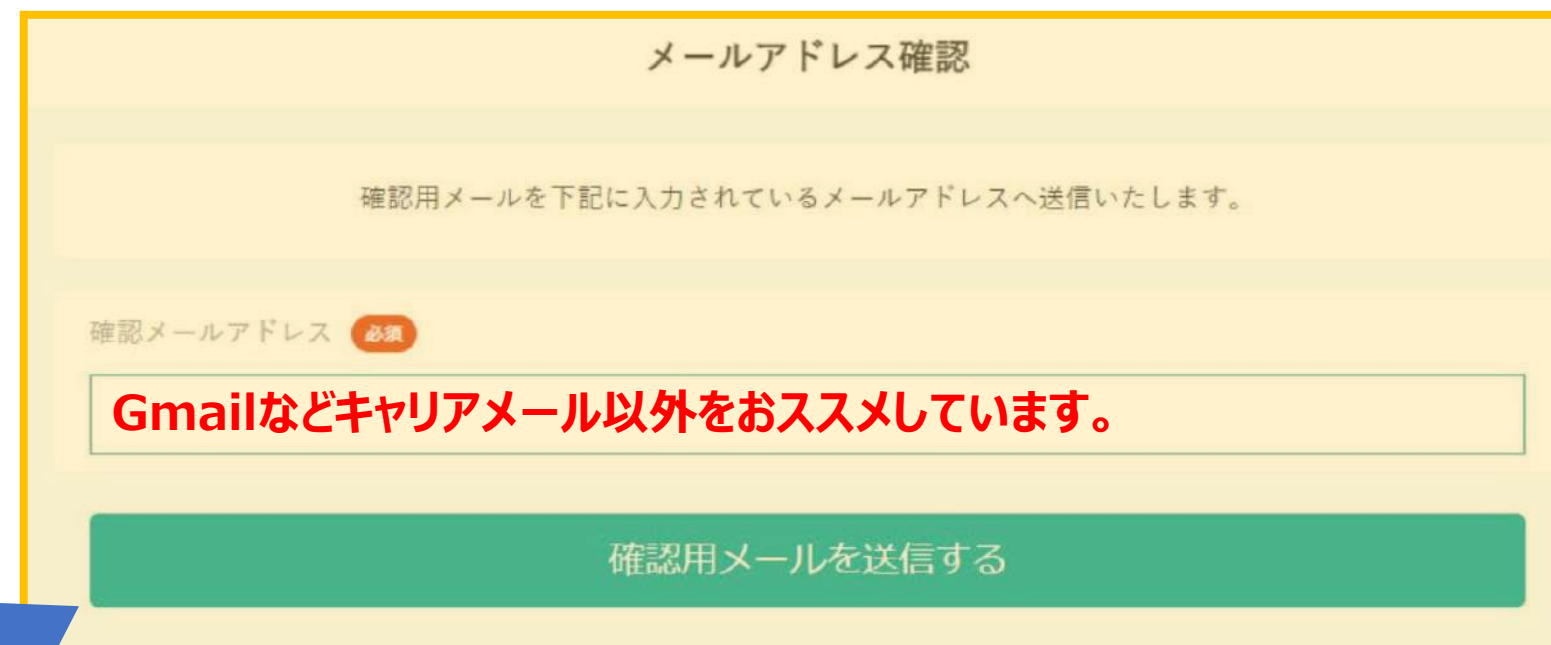 メールアドレス確認
確認用メールを下記に入力されているメールアドレスへ送信いたします。
確認メールアドレス 必須
Gmailなどキャリアメール以外をおススメしています。
確認用メールを送信する